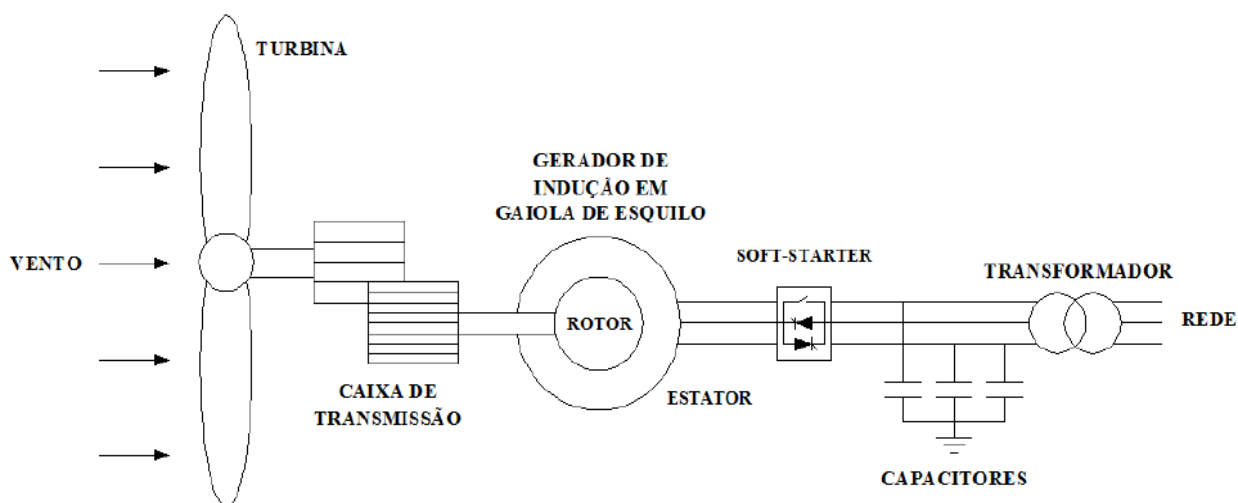 TURBINA
VENTO
GERADOR DE
INDUÇÃO EM
GAIOLA DE ESQUILO
SOFT-STARTER
TRANSFORMADOR
ROTOR
REDE
CAIXA DE
TRANSMISSÃO
ESTATOR
CAPACITORES